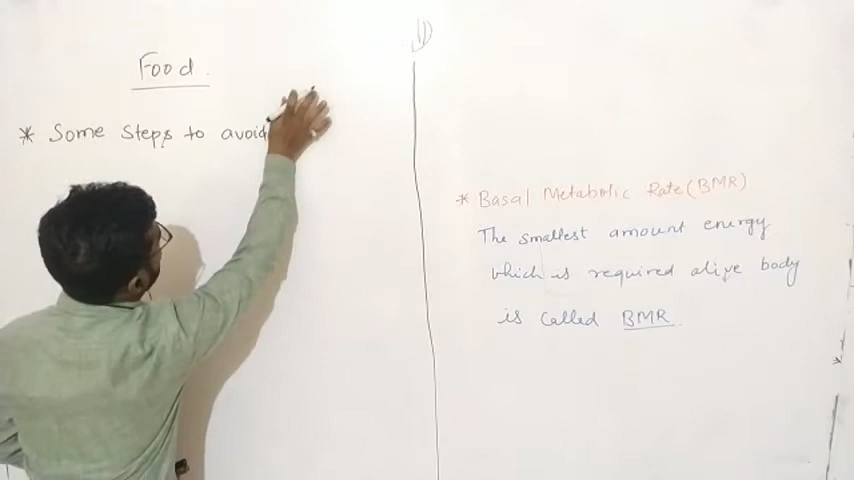 Food.
* Some Steps to avoid
* Basal Metabolic Rate (BMR)
The smallest amount energy
which is required alive body
is called BMR.